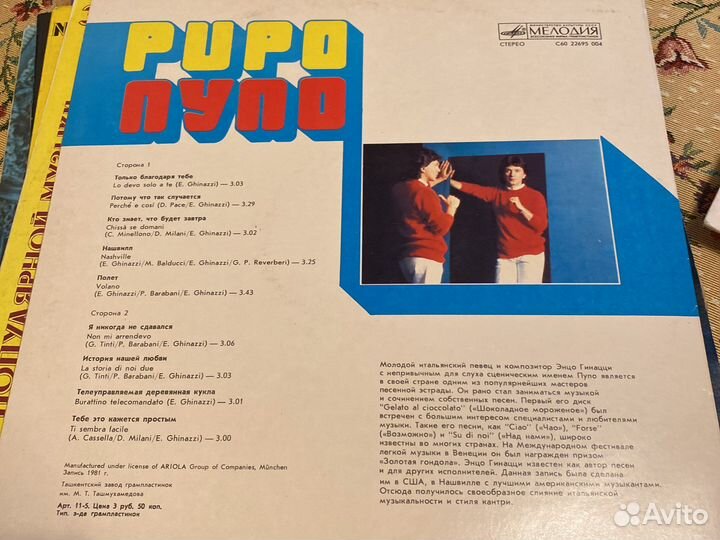 PUPO
ПУПО
МИНИСТЕРСТВО КУЛЬТУРЫ СССР
МЕЛОДИЯ
ВСЕСОЮЗНАЯ ФИРМА ГРАМПЛАСТИНОК
СТЕРЕО С60 22695 004
Сторона 1
Только благодаря тебе
Lo devo solo a te (E. Ghinazzi) — 3.03
Потому что так случается
Perché e così (D. Pace/E. Ghinazzi) — 3.29
Кто знает, что будет завтра
Chissà se domani
(C. Minellono/D. Milani/E. Ghinazzi) — 3.02
Нашвилл
Nashville
(E. Ghinazzi/M. Balducci/E. Ghinazzi/G. P. Reverberi) — 3.25
Полет
Volano
(E. Ghinazzi/P. Barabani/E. Ghinazzi) — 3.43
Сторона 2
Я никогда не сдавался
Non mi arrendevo
(G. Tinti/P. Barabani/E. Ghinazzi) — 3.06
История нашей любви
La storia di noi due
(G. Tinti/P. Barabani/E. Ghinazzi) — 3.03
Телеуправляемая деревянная кукла
Burattino telecomandato (E. Ghinazzi) — 3.01
Тебе это кажется простым
Ti sembra facile
(A. Cassella/D. Milani/E. Ghinazzi) — 3.00
Manufactured under license of ARIOLA Group of Companies, München
Запись 1981 г.
Ташкентский завод грампластинок
им. М. Т. Ташмухамедова
Арт. 11-5. Цена 3 руб. 50 коп.
Тип. з-да грампластинок
Молодой итальянский певец и композитор Энцо Гинацци
с непривычным для слуха сценическим именем Пупо является
в своей стране одним из популярнейших мастеров
песенной эстрады. Он рано стал заниматься музыкой
и сочинением собственных песен. Первый его диск
"Gelato al cioccolato" («Шоколадное мороженое») был
встречен с большим интересом специалистами и любителями
музыки. Такие его песни, как "Ciao" («Чао»), "Forse"
(«Возможно») и "Su di noi" («Над нами»), широко
известны во многих странах. На Международном фестивале
легкой музыки в Венеции он был награжден призом
«Золотая гондола». Энцо Гинацци известен как автор песен
и для других исполнителей. Данная запись была сделана
им в США, в Нашвилле с лучшими американскими музыкантами.
Отсюда получилось своеобразное слияние итальянской
музыкальности и стиля кантри.
ПОПУЛЯРНОЙ МУЗЫКИ
Avito